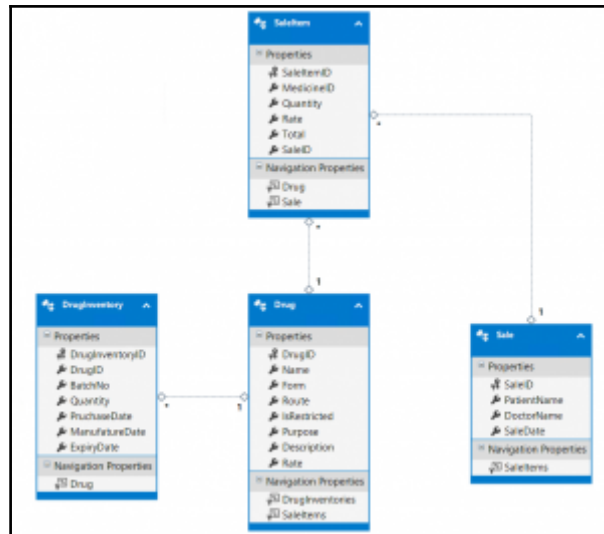 SaleItem
Properties
SaleItemID
MedicineID
Quantity
Rate
Total
SaleID
Navigation Properties
Drug
Sale
*
*
1
1
DrugInventory
Properties
DrugInventoryID
DrugID
BatchNo
Quantity
PruchaseDate
ManufatureDate
ExpiryDate
Navigation Properties
Drug
*
1
Drug
Properties
DrugID
Name
Form
Route
IsRestricted
Purpose
Description
Rate
Navigation Properties
DrugInventories
SaleItems
Sale
Properties
SaleID
PatientName
DoctorName
SaleDate
Navigation Properties
SaleItems